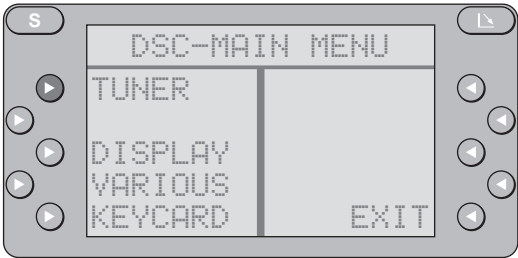 S
DSC-MAIN MENU
TUNER
DISPLAY
VARIOUS
KEYCARD EXIT